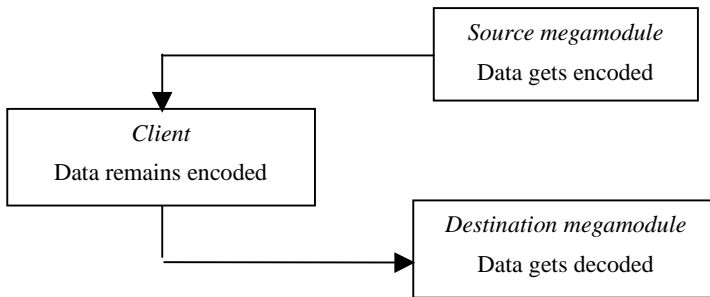 Source megamodule
Data gets encoded
Client
Data remains encoded
Destination megamodule
Data gets decoded